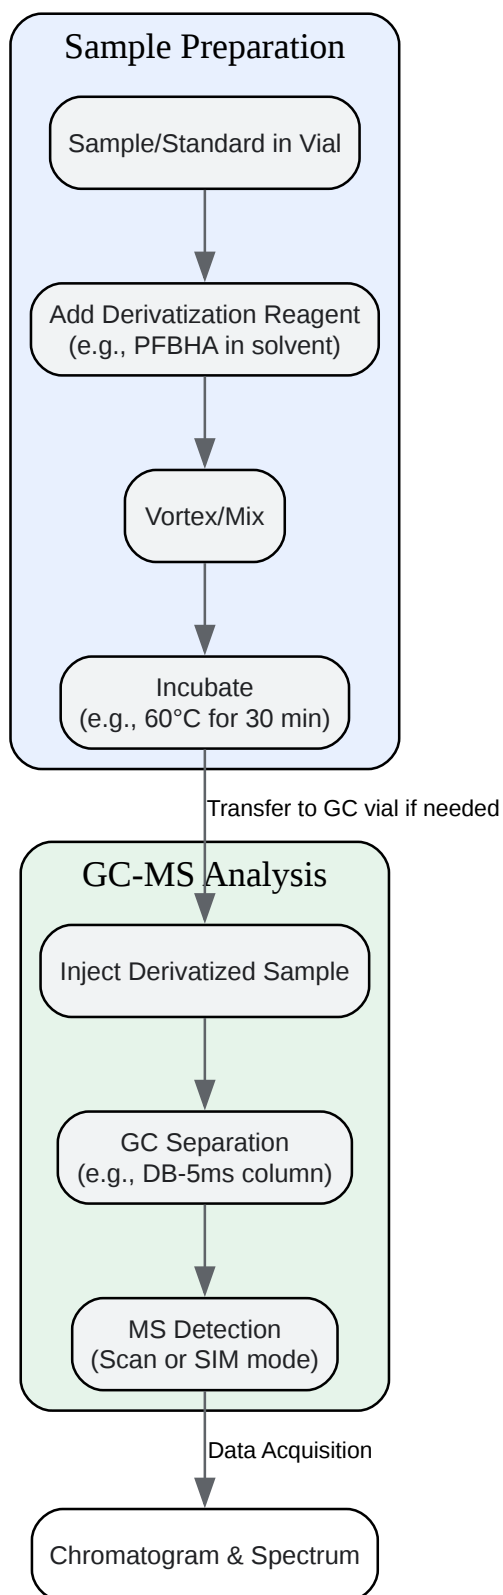 Sample Preparation
Sample/Standard in Vial
Add Derivatization Reagent
(e.g., PFBHA in solvent)
Vortex/Mix
Incubate
(e.g., 60°C for 30 min)
Transfer to GC vial if needed
GC-MS Analysis
Inject Derivatized Sample
GC Separation
(e.g., DB-5ms column)
MS Detection
(Scan or SIM mode)
Data Acquisition
Chromatogram & Spectrum